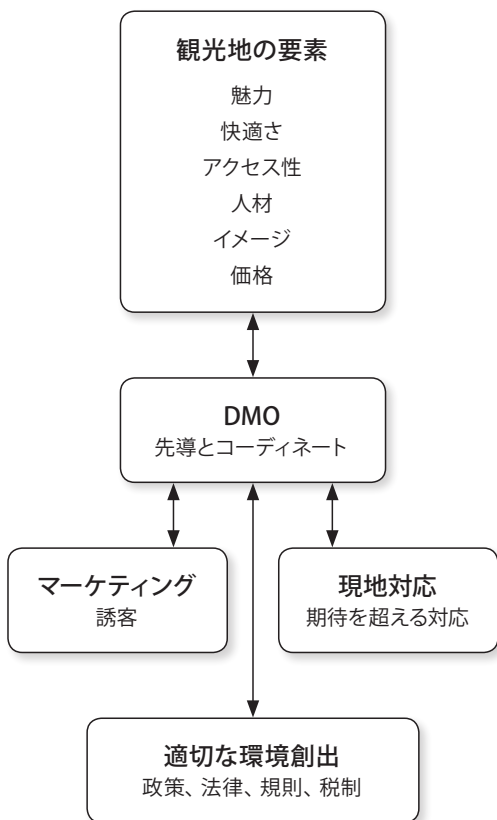 観光地の要素
魅力
快適さ
アクセス性
人材
イメージ
価格
DMO
先導とコーディネート
マーケティング
誘客
現地対応
期待を超える対応
適切な環境創出
政策、法律、規則、税制